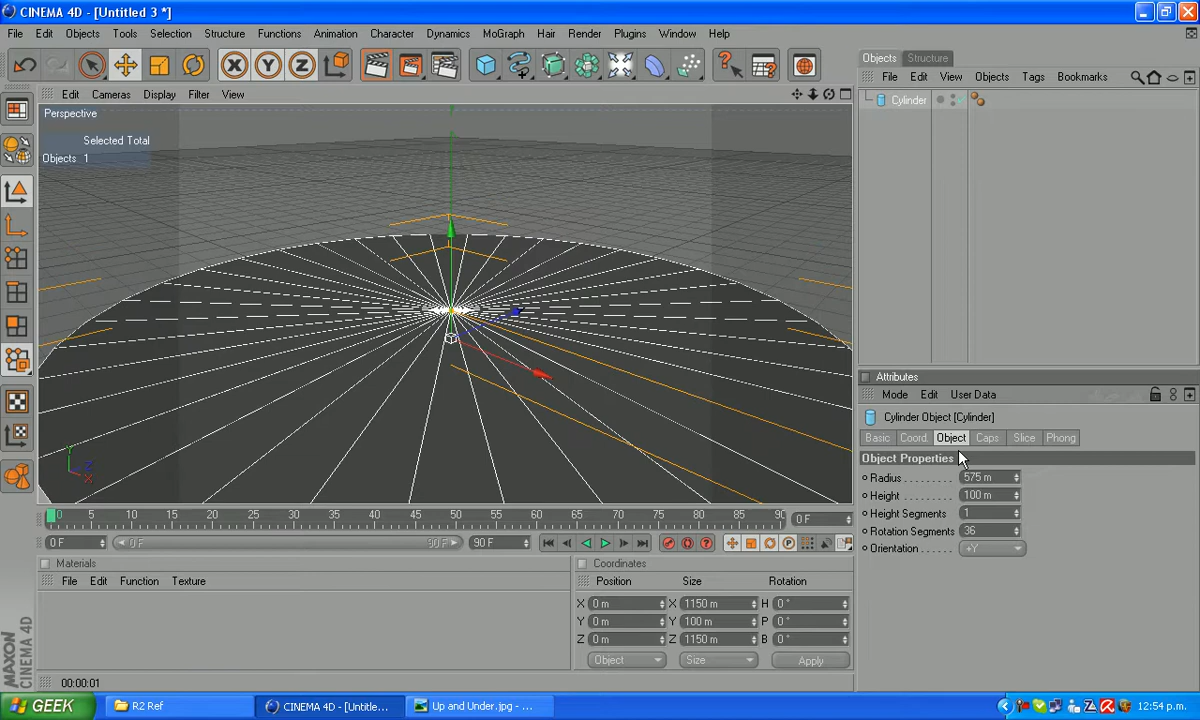 CINEMA 4D - [Untitled 3 *]
File Edit Objects Tools Selection Structure Functions Animation Character Dynamics MoGraph Hair Render Plugins Window Help
X Y Z
Objects Structure
File Edit View Objects Tags Bookmarks
Cylinder
Edit Cameras Display Filter View
Perspective
Selected Total
Objects 1
Y
Z
X
Attributes
Mode Edit User Data
Cylinder Object [Cylinder]
Basic Coord. Object Caps Slice Phong
Object Properties
Radius . . . . . . . . 575 m
Height . . . . . . . . 100 m
Height Segments 1
Rotation Segments 36
Orientation . . . . . . +Y
0 5 10 15 20 25 30 35 40 45 50 55 60 65 70 75 80 85 90
0 F
0 F 0 F 90 F 90 F
Materials
File Edit Function Texture
Coordinates
Position Size Rotation
X 0 m X 1150 m H 0 °
Y 0 m Y 100 m P 0 °
Z 0 m Z 1150 m B 0 °
Object Size Apply
MAXON
CINEMA 4D
00:00:01
GEEK R2 Ref CINEMA 4D - [Untitle... Up and Under.jpg - ... 12:54 p.m.